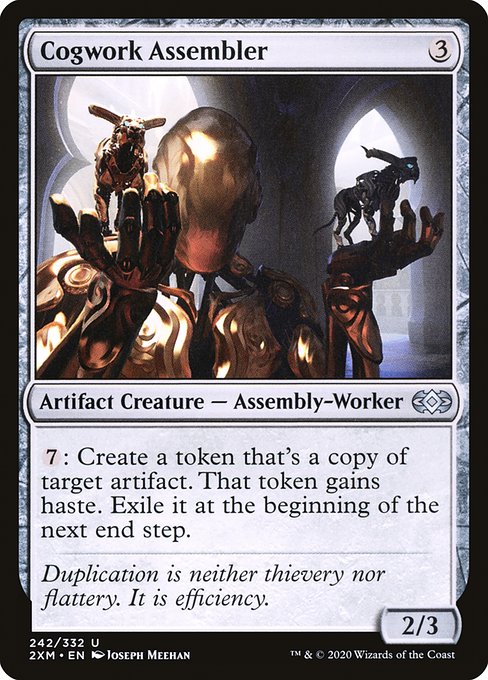 Cogwork Assembler 3
Artifact Creature — Assembly-Worker
7: Create a token that's a copy of
target artifact. That token gains
haste. Exile it at the beginning of the
next end step.
Duplication is neither thievery nor
flattery. It is efficiency.
2/3
242/332 U
2XM • EN Joseph Meehan
™ & © 2020 Wizards of the Coast